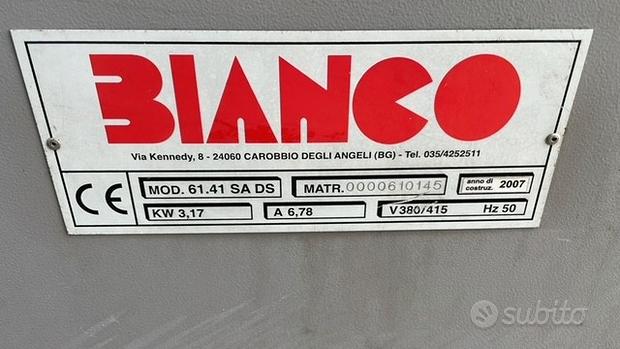 BIANCO
Via Kennedy, 8 - 24060 CAROBBIO DEGLI ANGELI (BG) - Tel. 035/4252511
CE MOD. 61.41 SA DS MATR. 0000610145 anno di costruz. 2007
KW 3,17 A 6,78 V 380/415 Hz 50
subito